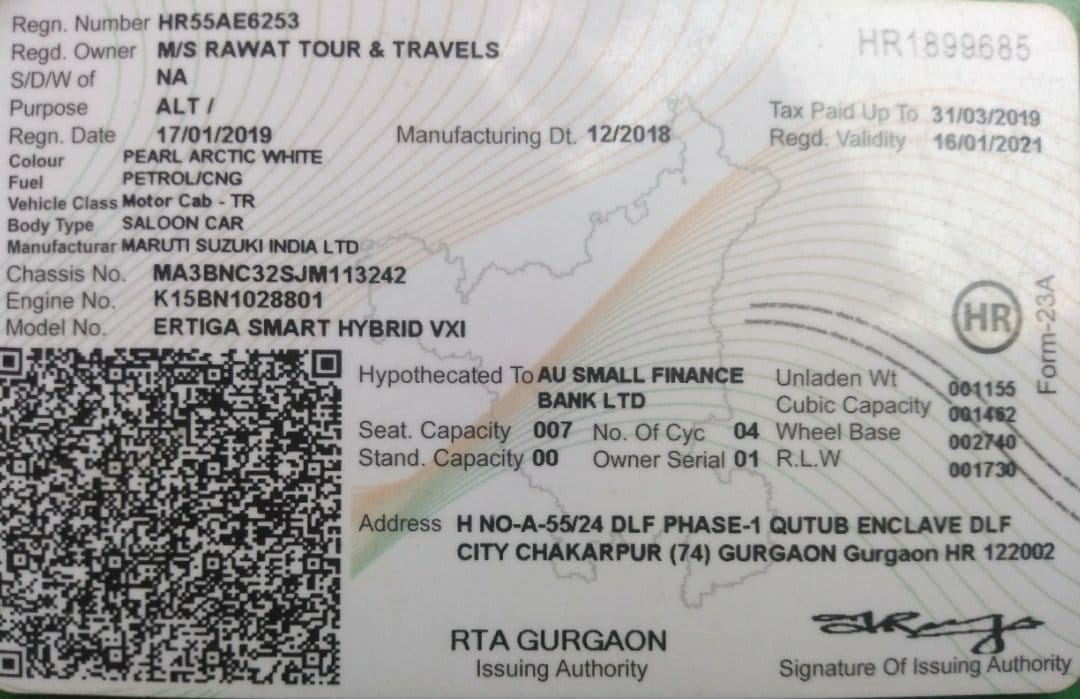 Regn. Number HR55AE6253
HR1899685
Regd. Owner M/S RAWAT TOUR & TRAVELS
S/D/W of NA
Purpose ALT /
Tax Paid Up To 31/03/2019
Regn. Date 17/01/2019 Manufacturing Dt. 12/2018
Regd. Validity 16/01/2021
Colour PEARL ARCTIC WHITE
Fuel PETROL/CNG
Vehicle Class Motor Cab - TR
Body Type SALOON CAR
Manufacturar MARUTI SUZUKI INDIA LTD
Chassis No. MA3BNC32SJM113242
Engine No. K15BN1028801
Model No. ERTIGA SMART HYBRID VXI
HR
Form-23A
Hypothecated To AU SMALL FINANCE
BANK LTD
Unladen Wt 001155
Cubic Capacity 001462
Seat. Capacity 007 No. Of Cyc 04 Wheel Base 002740
Stand. Capacity 00 Owner Serial 01 R.L.W 001730
Address H NO-A-55/24 DLF PHASE-1 QUTUB ENCLAVE DLF
CITY CHAKARPUR (74) GURGAON Gurgaon HR 122002
RTA GURGAON
Issuing Authority
Signature Of Issuing Authority